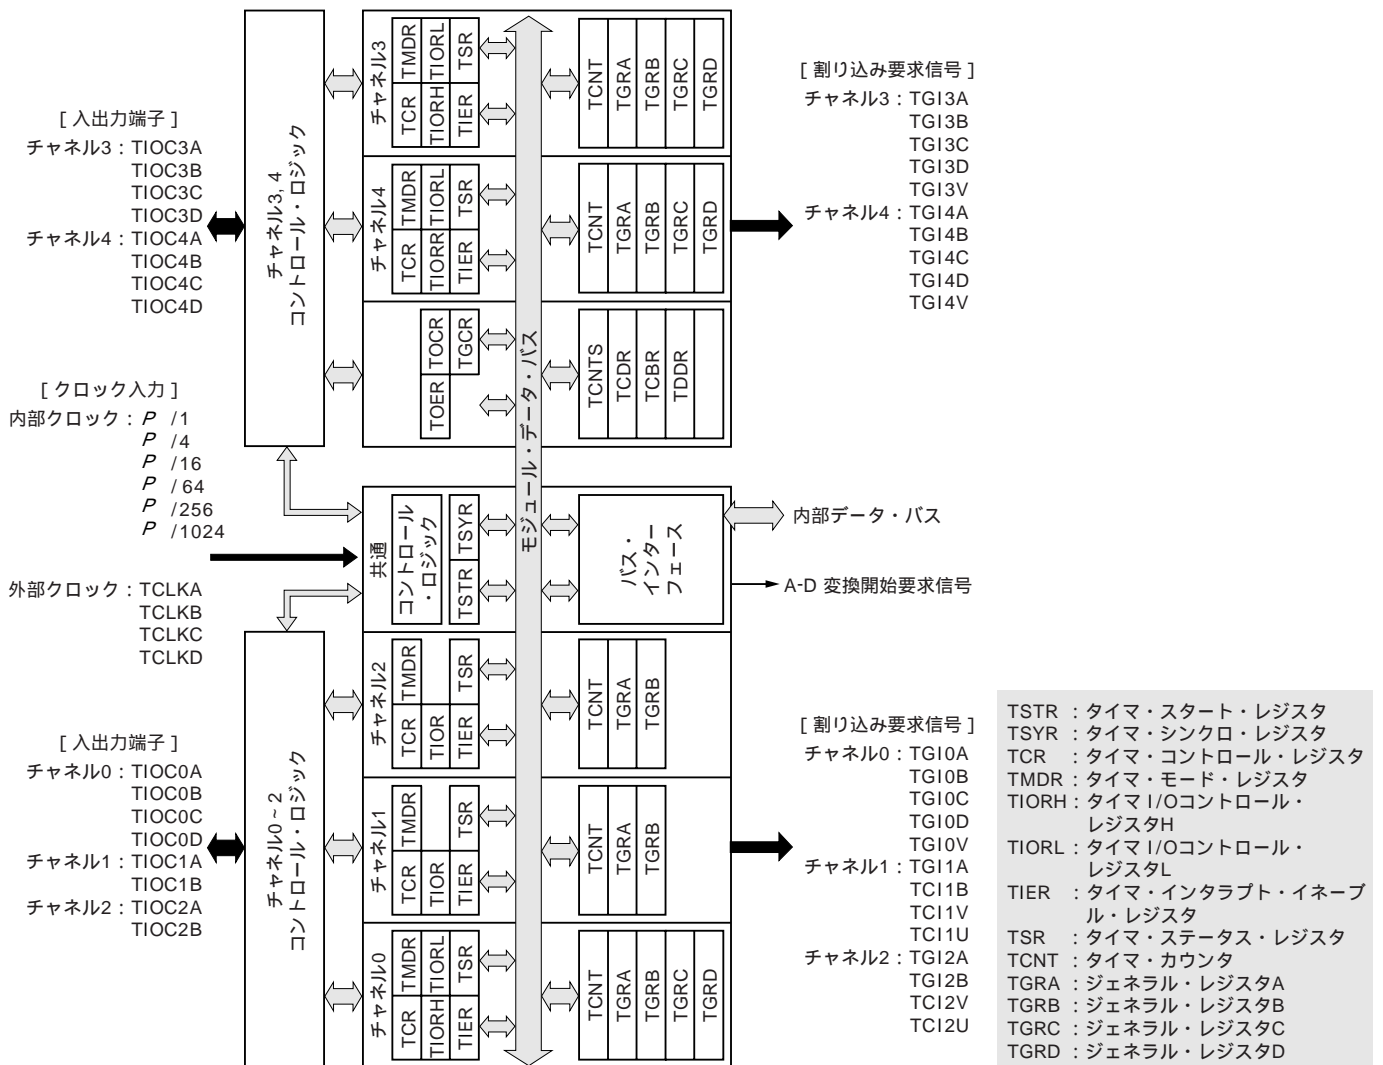 [ 入出力端子 ]
チャネル3 : TIOC3A
TIOC3B
TIOC3C
TIOC3D
チャネル4 : TIOC4A
TIOC4B
TIOC4C
TIOC4D
[ クロック入力 ]
内部クロック : P /1
P /4
P /16
P /64
P /256
P /1024
外部クロック : TCLKA
TCLKB
TCLKC
TCLKD
[ 入出力端子 ]
チャネル0 : TIOC0A
TIOC0B
TIOC0C
TIOC0D
チャネル1 : TIOC1A
TIOC1B
チャネル2 : TIOC2A
TIOC2B
チャネル3, 4
コントロール・ロジック
チャネル0~2
コントロール・ロジック
チャネル3
TMDR
TIORL
TSR
TCR
TIORH
TIER
TCNT
TGRA
TGRB
TGRC
TGRD
チャネル4
TMDR
TIORL
TSR
TCR
TIORR
TIER
TCNT
TGRA
TGRB
TGRC
TGRD
TOCR
TGCR
TOER
TCNTS
TCDR
TCBR
TDDR
モジュール・データ・バス
共通
コントロール
・ロジック
TSYR
TSTR
バス・
インター
フェース
チャネル2
TMDR
TSR
TCR
TIOR
TIER
TCNT
TGRA
TGRB
チャネル1
TMDR
TSR
TCR
TIOR
TIER
TCNT
TGRA
TGRB
チャネル0
TMDR
TIORL
TSR
TCR
TIORH
TIER
TCNT
TGRA
TGRB
TGRC
TGRD
[ 割り込み要求信号 ]
チャネル3 : TGI3A
TGI3B
TGI3C
TGI3D
TGI3V
チャネル4 : TGI4A
TGI4B
TGI4C
TGI4D
TGI4V
内部データ・バス
A-D 変換開始要求信号
[ 割り込み要求信号 ]
チャネル0 : TGI0A
TGI0B
TGI0C
TGI0D
TGI0V
チャネル1 : TGI1A
TCI1B
TCI1V
TCI1U
チャネル2 : TGI2A
TGI2B
TCI2V
TCI2U
TSTR : タイマ・スタート・レジスタ
TSYR : タイマ・シンクロ・レジスタ
TCR : タイマ・コントロール・レジスタ
TMDR : タイマ・モード・レジスタ
TIORH : タイマ I/Oコントロール・
レジスタH
TIORL : タイマ I/Oコントロール・
レジスタL
TIER : タイマ・インタラプト・イネーブ
ル・レジスタ
TSR : タイマ・ステータス・レジスタ
TCNT : タイマ・カウンタ
TGRA : ジェネラル・レジスタA
TGRB : ジェネラル・レジスタB
TGRC : ジェネラル・レジスタC
TGRD : ジェネラル・レジスタD